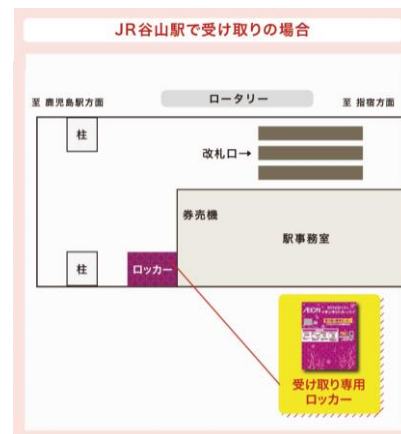 JR谷山駅で受け取りの場合
ロータリー
至 鹿児島駅方面
至 指宿方面
柱
改札口→
券売機
駅事務室
柱
ロッカー
AEON
受け取り専用
ロッカー